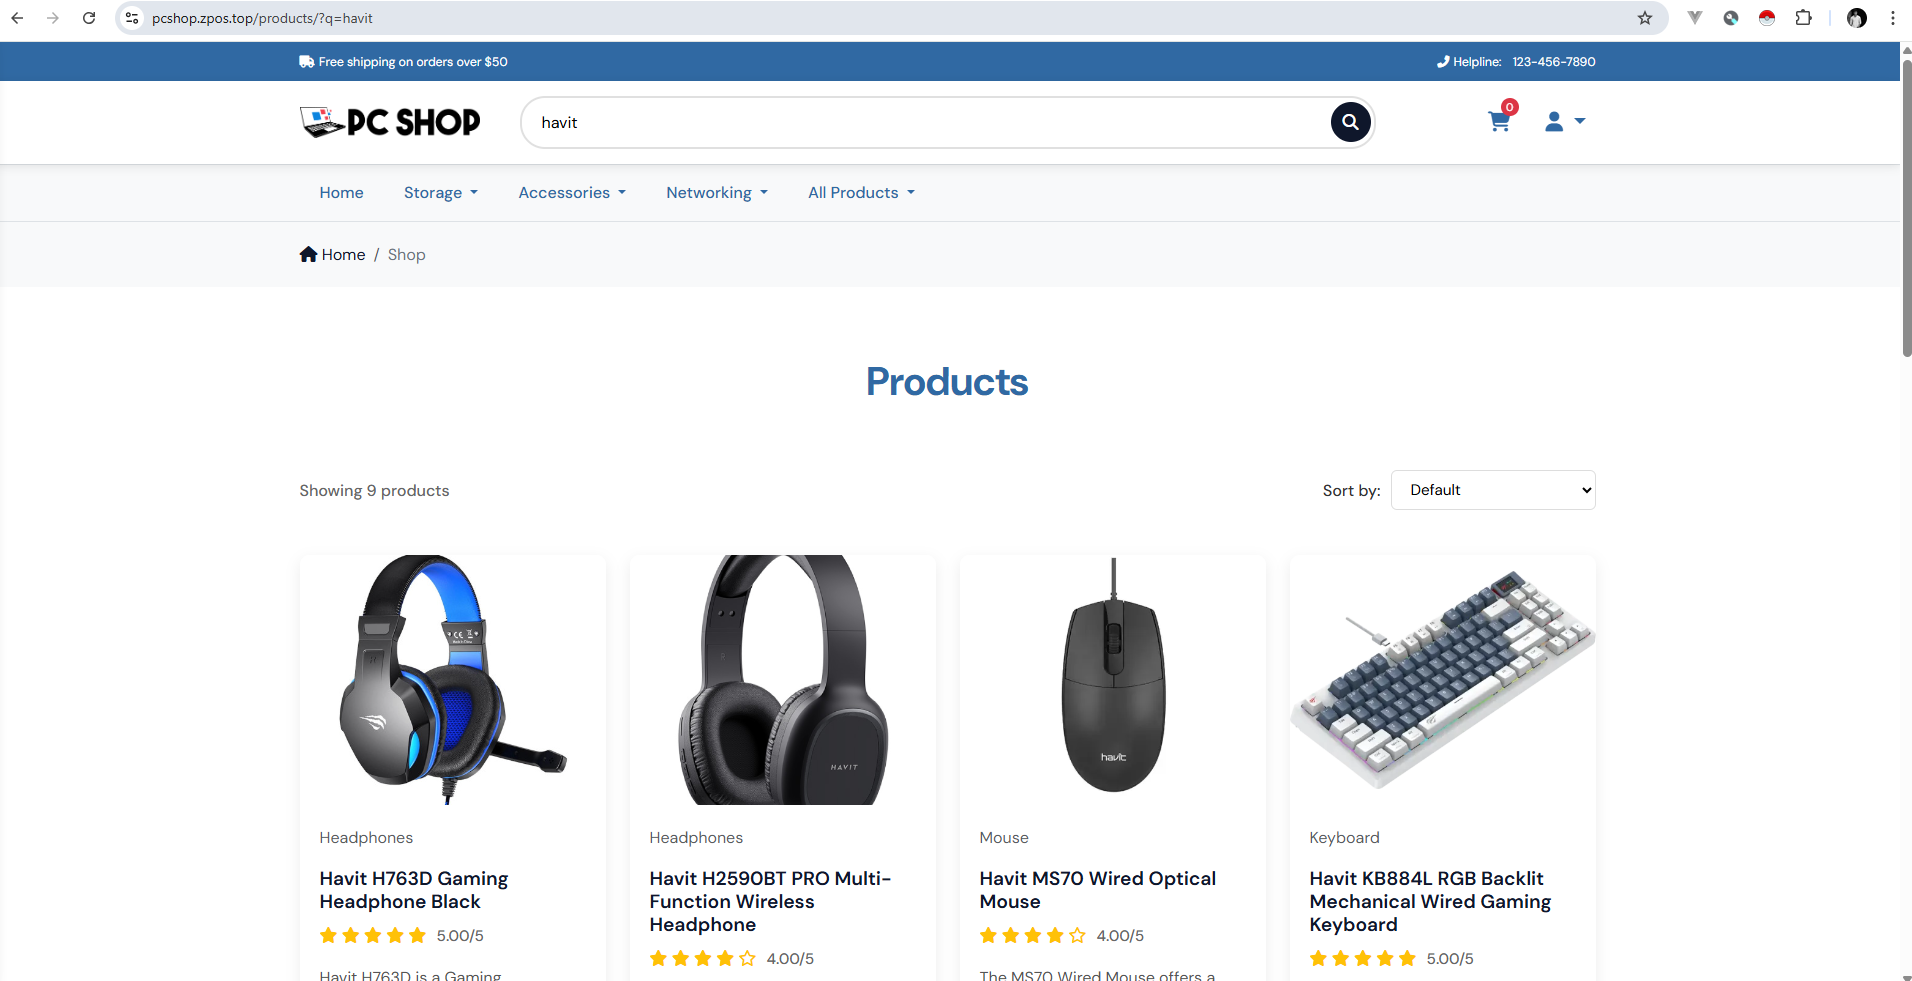 pcshop.zpos.top/products/?q=havit
Free shipping on orders over $50
Helpline: 123-456-7890
PC SHOP
havit
0
Home
Storage
Accessories
Networking
All Products
Home / Shop
Products
Showing 9 products
Sort by: Default
HAVIT
havit
Headphones
Havit H763D Gaming
Headphone Black
5.00/5
Havit H763D is a Gaming
Headphones
Havit H2590BT PRO Multi-
Function Wireless
Headphone
4.00/5
Mouse
Havit MS70 Wired Optical
Mouse
4.00/5
The MS70 Wired Mouse offers a
Keyboard
Havit KB884L RGB Backlit
Mechanical Wired Gaming
Keyboard
5.00/5